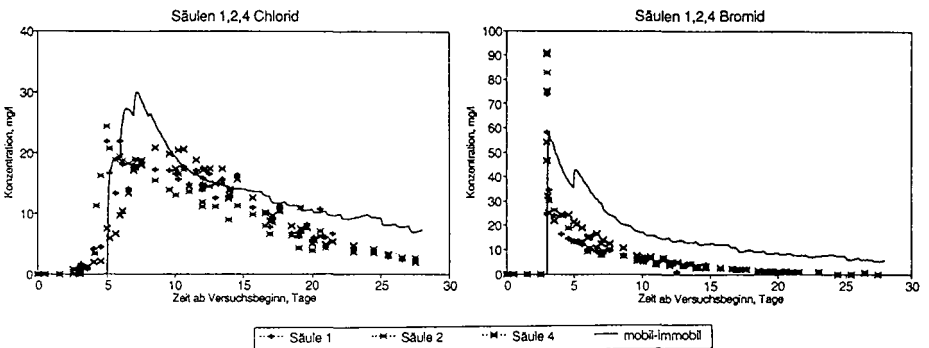 Säulen 1,2,4 Chlorid
Säulen 1,2,4 Bromid
Konzentration, mg/l
40
30
20
10
0
0 5 10 15 20 25 30
Zeit ab Versuchsbeginn, Tage
Konzentration, mg/l
100
90
80
70
60
50
40
30
20
10
0
0 5 10 15 20 25 30
Zeit ab Versuchsbeginn, Tage
Säule 1 Säule 2 Säule 4 mobil-immobil